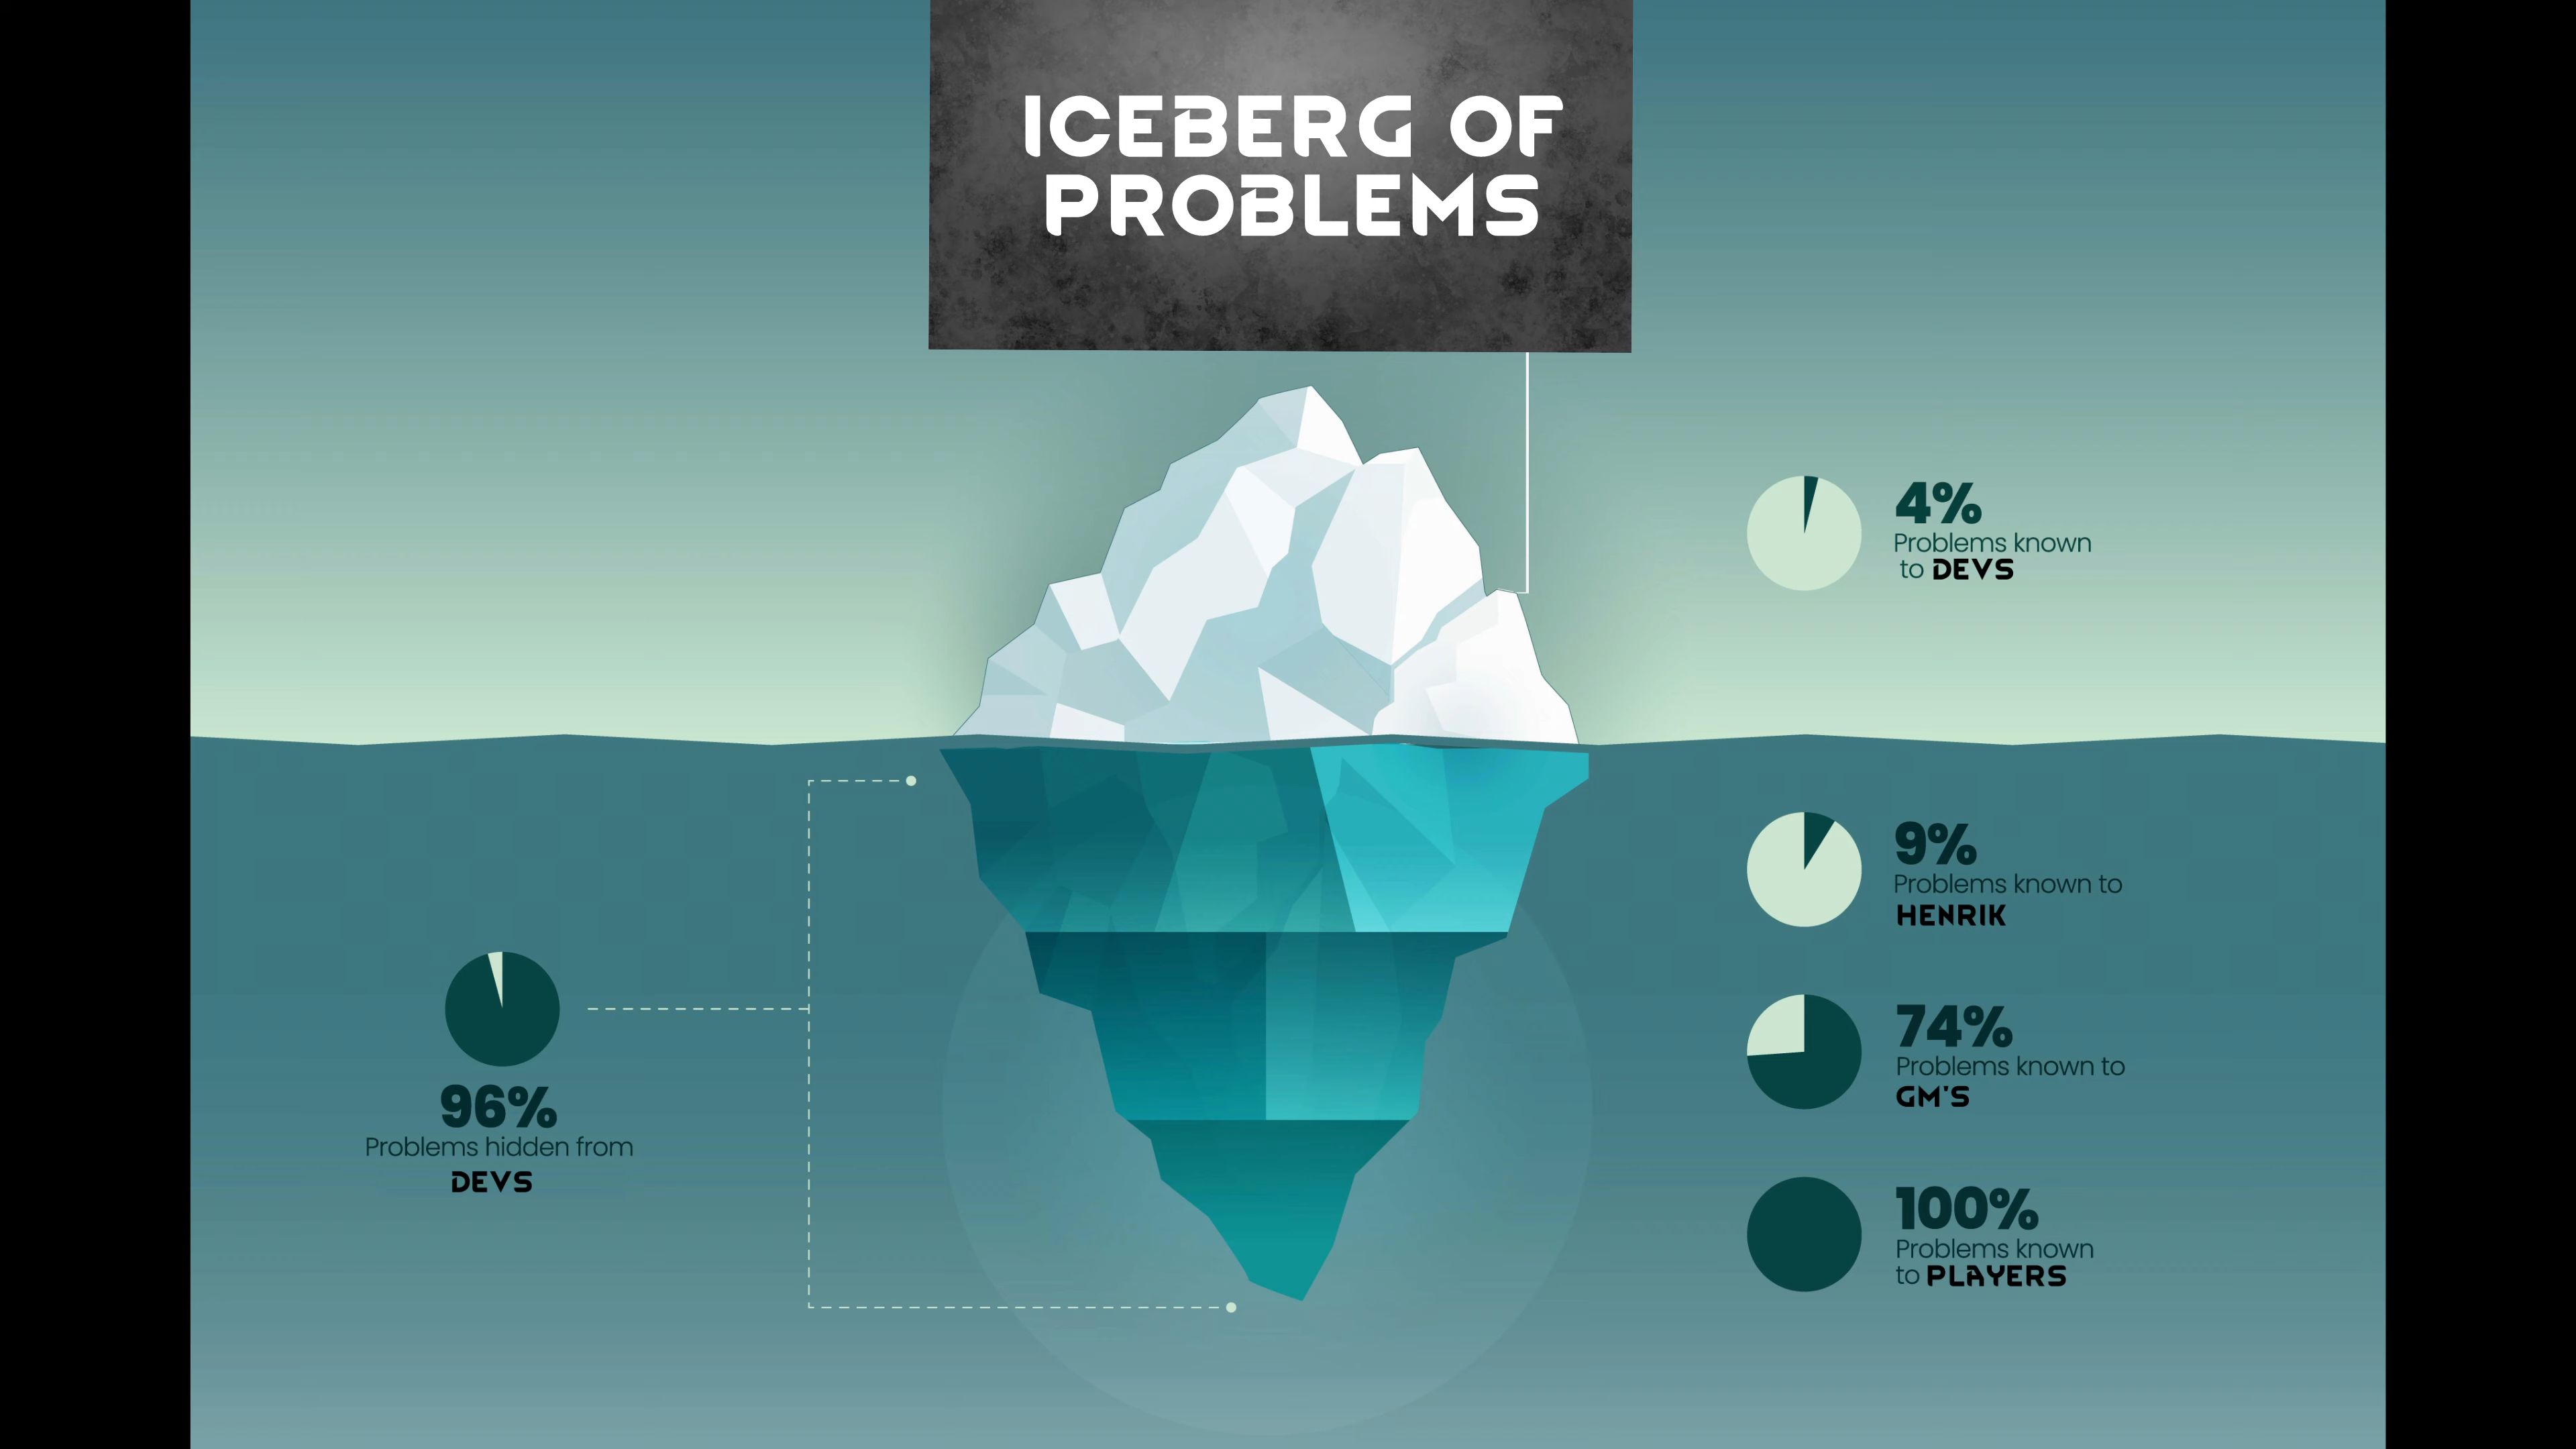 ICEBERG OF
PROBLEMS
4%
Problems known
to DEVS
9%
Problems known to
HENRIK
74%
Problems known to
GM'S
100%
Problems known
to PLAYERS
96%
Problems hidden from
DEVS